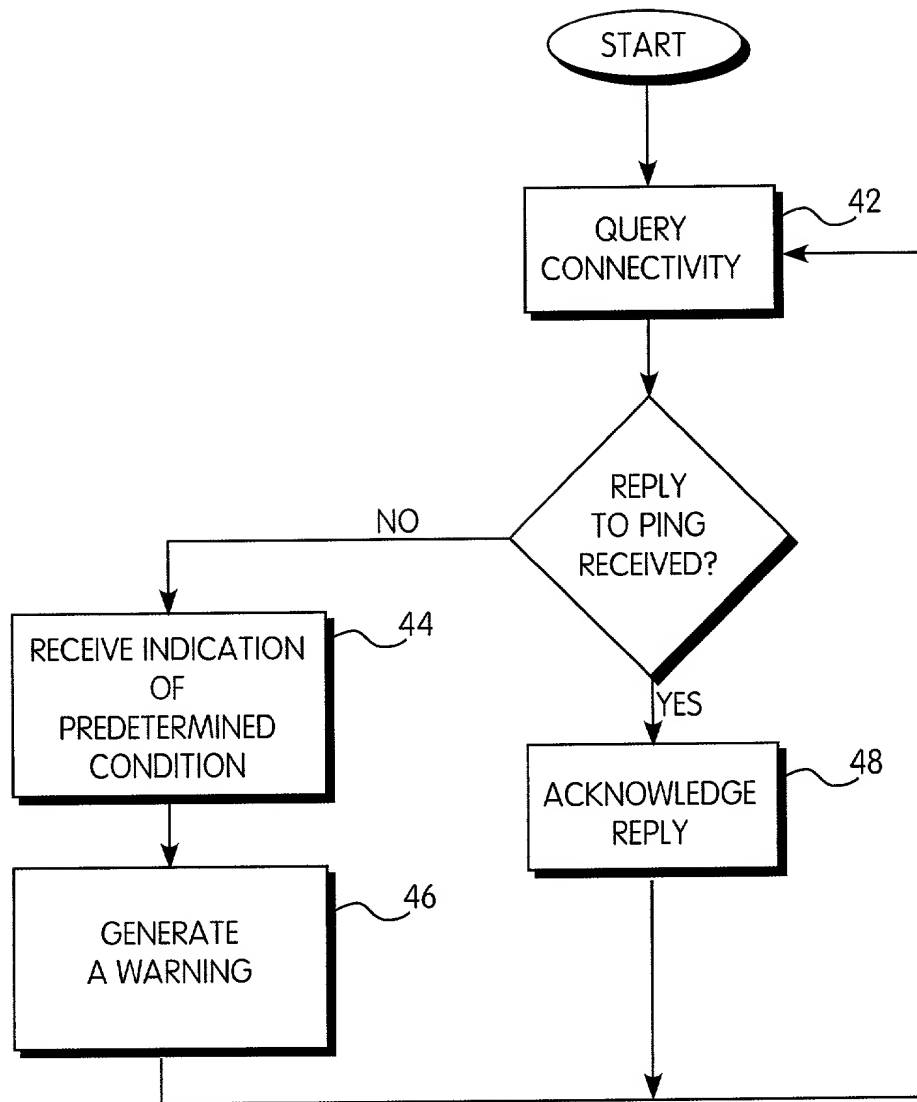 START
QUERY
CONNECTIVITY
42
REPLY
TO PING
RECEIVED?
NO
YES
RECEIVE INDICATION
OF
PREDETERMINED
CONDITION
44
ACKNOWLEDGE
REPLY
48
GENERATE
A WARNING
46